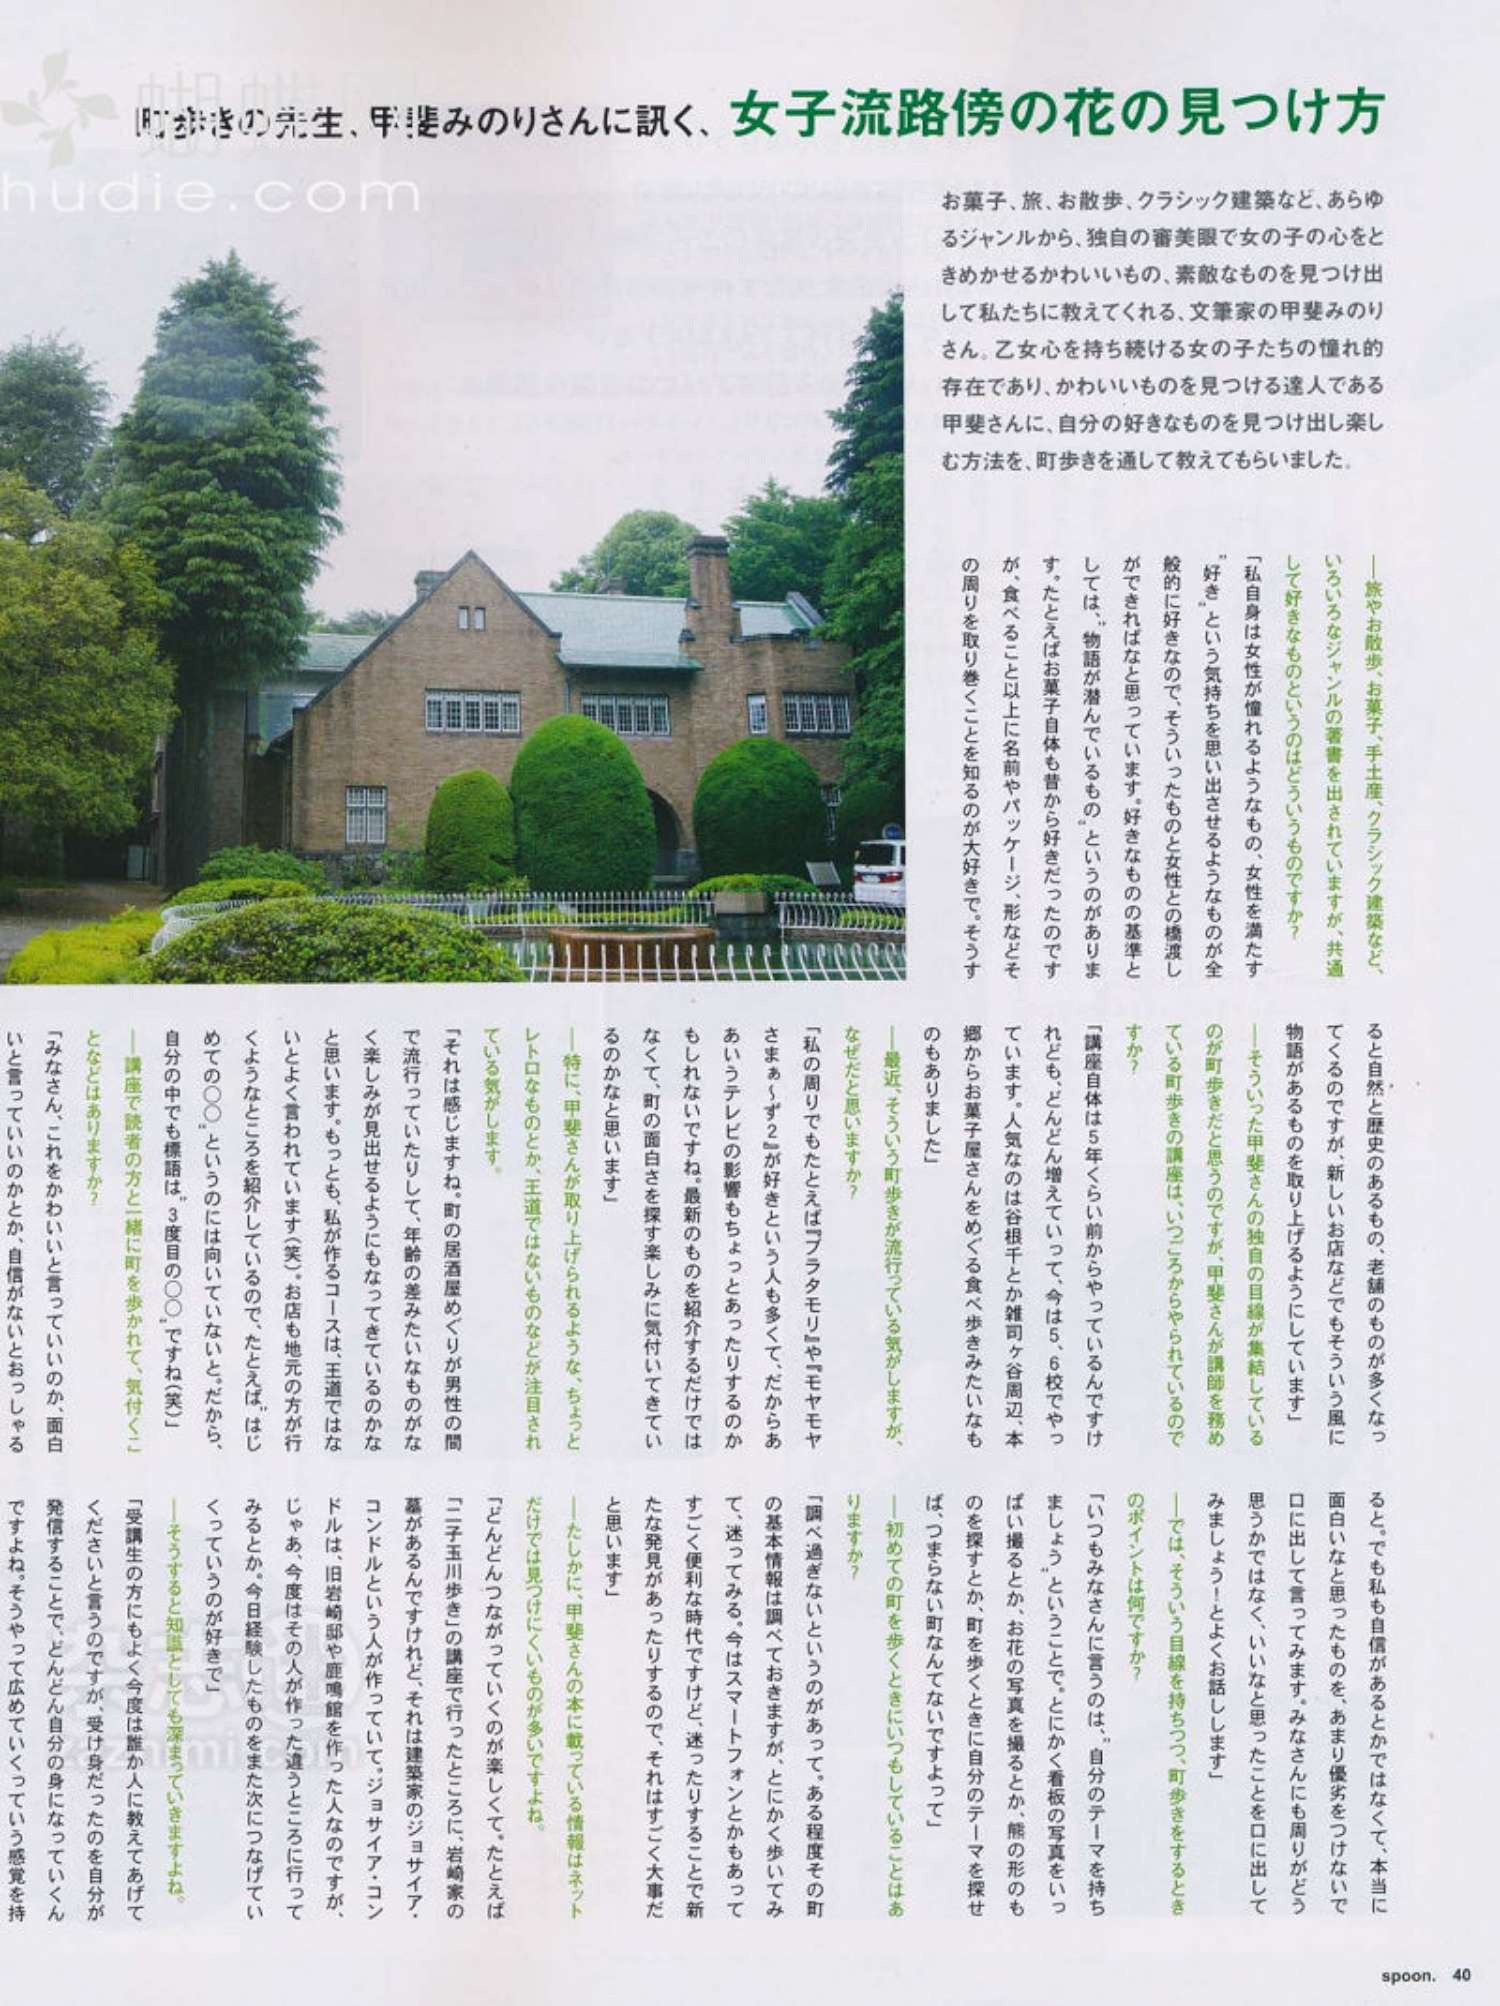 町歩きの先生、甲斐みのりさんに訊く、女子流路傍の花の見つけ方
hudie.com
お菓子、旅、お散歩、クラシック建築など、あらゆ
るジャンルから、独自の審美眼で女の子の心をと
きめかせるかわいいもの、素敵なものを見つけ出
して私たちに教えてくれる、文筆家の甲斐みのり
さん。乙女心を持ち続ける女の子たちの憧れ的
存在であり、かわいいものを見つける達人である
甲斐さんに、自分の好きなものを見つけ出し楽し
む方法を、町歩きを通して教えてもらいました。
―旅やお散歩、お菓子、手土産、クラシック建築など、
いろいろなジャンルの著書を出されていますが、共通
して好きなものというのはどういうものですか?
「私自身は女性が憧れるようなもの、女性を満たす
“好き”という気持ちを思い出させるようなものが全
般的に好きなので、そういったものと女性との橋渡し
ができればなと思っています。好きなものの基準と
しては、“物語が潜んでいるもの”というのがありま
す。たとえばお菓子自体も昔から好きだったのです
が、食べること以上に名前やパッケージ、形などそ
の周りを取り巻くことを知るのが大好きで。そうす
ると自然と歴史のあるもの、老舗のものが多くなっ
てくるのですが、新しいお店などでもそういう風に
物語があるものを取り上げるようにしています」
―そういった甲斐さんの独自の目線が集結している
のが町歩きだと思うのですが、甲斐さんが講師を務め
ている町歩きの講座は、いつごろからやられているので
すか?
「講座自体は5年くらい前からやっているんですけ
れども、どんどん増えていって、今は5、6校でやっ
ています。人気なのは谷根千とか雑司ヶ谷周辺、本
郷からお菓子屋さんをめぐる食べ歩きみたいなも
のもありました」
―最近、そういう町歩きが流行っている気がしますが、
なぜだと思いますか?
「私の周りでもたとえば『ブラタモリ』や『モヤモヤ
さまぁ〜ず2』が好きという人も多くて、だからあ
あいうテレビの影響もちょっとあったりするのか
もしれないですね。最新のものを紹介するだけでは
なくて、町の面白さを探す楽しみに気付いてきてい
るのかなと思います」
―特に、甲斐さんが取り上げられるような、ちょっと
レトロなものとか、王道ではないものなどが注目され
ている気がします。
「それは感じますね。町の居酒屋めぐりが男性の間
で流行っていたりして、年齢の差みたいなものがな
く楽しみが見出せるようにもなってきているのかな
と思います。もっとも、私が作るコースは、王道ではな
いとよく言われています(笑)。お店も地元の方が行
くようなところを紹介しているので、たとえば“はじ
めての〇〇”というのには向いていないと。だから、
自分の中でも標語は“3度目の〇〇”ですね(笑)」
―講座で読者の方と一緒に町を歩かれて、気付くこ
となどはありますか?
「みなさん、これをかわいいと言っていいのか、面白
いと言っていいのかとか、自信がないとおっしゃる
ると。でも私も自信があるとかではなくて、本当に
面白いなと思ったものを、あまり優劣をつけないで
口に出して言ってみます。みなさんにも周りがどう
思うかではなく、いいなと思ったことを口に出して
みましょう!とよくお話しします」
―では、そういう目線を持ちつつ、町歩きをするとき
のポイントは何ですか?
「いつもみなさんに言うのは、“自分のテーマを持ち
ましょう”ということで。とにかく看板の写真をいっ
ぱい撮るとか、お花の写真を撮るとか、熊の形のも
のを探すとか、町を歩くときに自分のテーマを探せ
ば、つまらない町なんてないですよって」
―初めての町を歩くときにいつもしていることはあ
りますか?
「調べ過ぎないというのがあって。ある程度その町
の基本情報は調べておきますが、とにかく歩いてみ
て、迷ってみる。今はスマートフォンとかもあって
すごく便利な時代ですけど、迷ったりすることで新
たな発見があったりするので、それはすごく大事だ
と思います」
―たしかに、甲斐さんの本に載っている情報はネット
だけでは見つけにくいものが多いですよね。
「どんどんつながっていくのが楽しくて。たとえば
「二子玉川歩き」の講座で行ったところに、岩崎家の
墓があるんですけれど、それは建築家のジョサイア・
コンドルという人が作っていて。ジョサイア・コン
ドルは、旧岩崎邸や鹿鳴館を作った人なのですが、
じゃあ、今度はその人が作った違うところに行って
みるとか。今日経験したものをまた次につなげてい
くっていうのが好きで」
―そうすると知識としても深まっていきますよね。
「受講生の方にもよく今度は誰か人に教えてあげて
くださいと言うのですが、受け身だったのを自分が
発信することで、どんどん自分の身になっていくん
ですよね。そうやって広めていくっていう感覚を持
spoon. 40